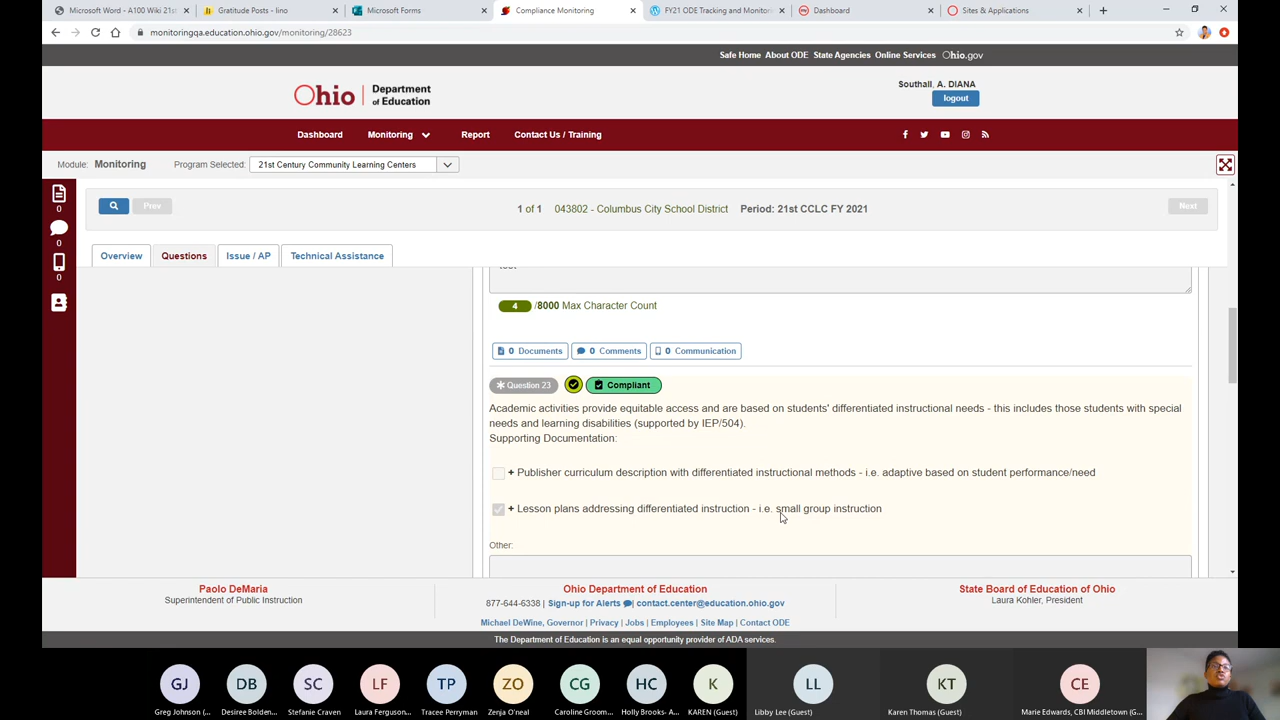 Microsoft Word - A100 Wiki 21st
Gratitude Posts - Iino
Microsoft Forms
Compliance Monitoring
FY21 ODE Tracking and Monitori
Dashboard
Sites & Applications
monitoringqa.education.ohio.gov/monitoring/28623
Safe Home About ODE State Agencies Online Services Ohio.gov
Ohio Department of Education
Southall, A. DIANA
logout
Dashboard Monitoring Report Contact Us / Training
Module: Monitoring Program Selected: 21st Century Community Learning Centers
0
0
0
Prev
1 of 1 043802 - Columbus City School District Period: 21st CCLC FY 2021
Next
Overview Questions Issue / AP Technical Assistance
4 /8000 Max Character Count
0 Documents 0 Comments 0 Communication
Question 23 Compliant
Academic activities provide equitable access and are based on students' differentiated instructional needs - this includes those students with special
needs and learning disabilities (supported by IEP/504).
Supporting Documentation:
+ Publisher curriculum description with differentiated instructional methods - i.e. adaptive based on student performance/need
+ Lesson plans addressing differentiated instruction - i.e. small group instruction
Other:
Paolo DeMaria
Superintendent of Public Instruction
Ohio Department of Education
877-644-6338 | Sign-up for Alerts | contact.center@education.ohio.gov
Michael DeWine, Governor | Privacy | Jobs | Employees | Site Map | Contact ODE
State Board of Education of Ohio
Laura Kohler, President
The Department of Education is an equal opportunity provider of ADA services.
GJ DB SC LF TP ZO CG HC K LL KT CE
Greg Johnson (... Desiree Bolden... Stefanie Craven Laura Ferguson... Tracee Perryman Zenja O'neal Caroline Groom... Holly Brooks- A... KAREN (Guest) Libby Lee (Guest) Karen Thomas (Guest) Marie Edwards, CBI Middletown (G...